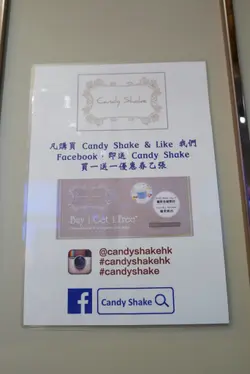 Candy Shake
凡購買 Candy Shake & Like 我們
Facebook，即送 Candy Shake
買一送一優惠券乙張
Buy 1 Get 1 Free*
@candyshakehk
#candyshakehk
#candyshake
Candy Shake